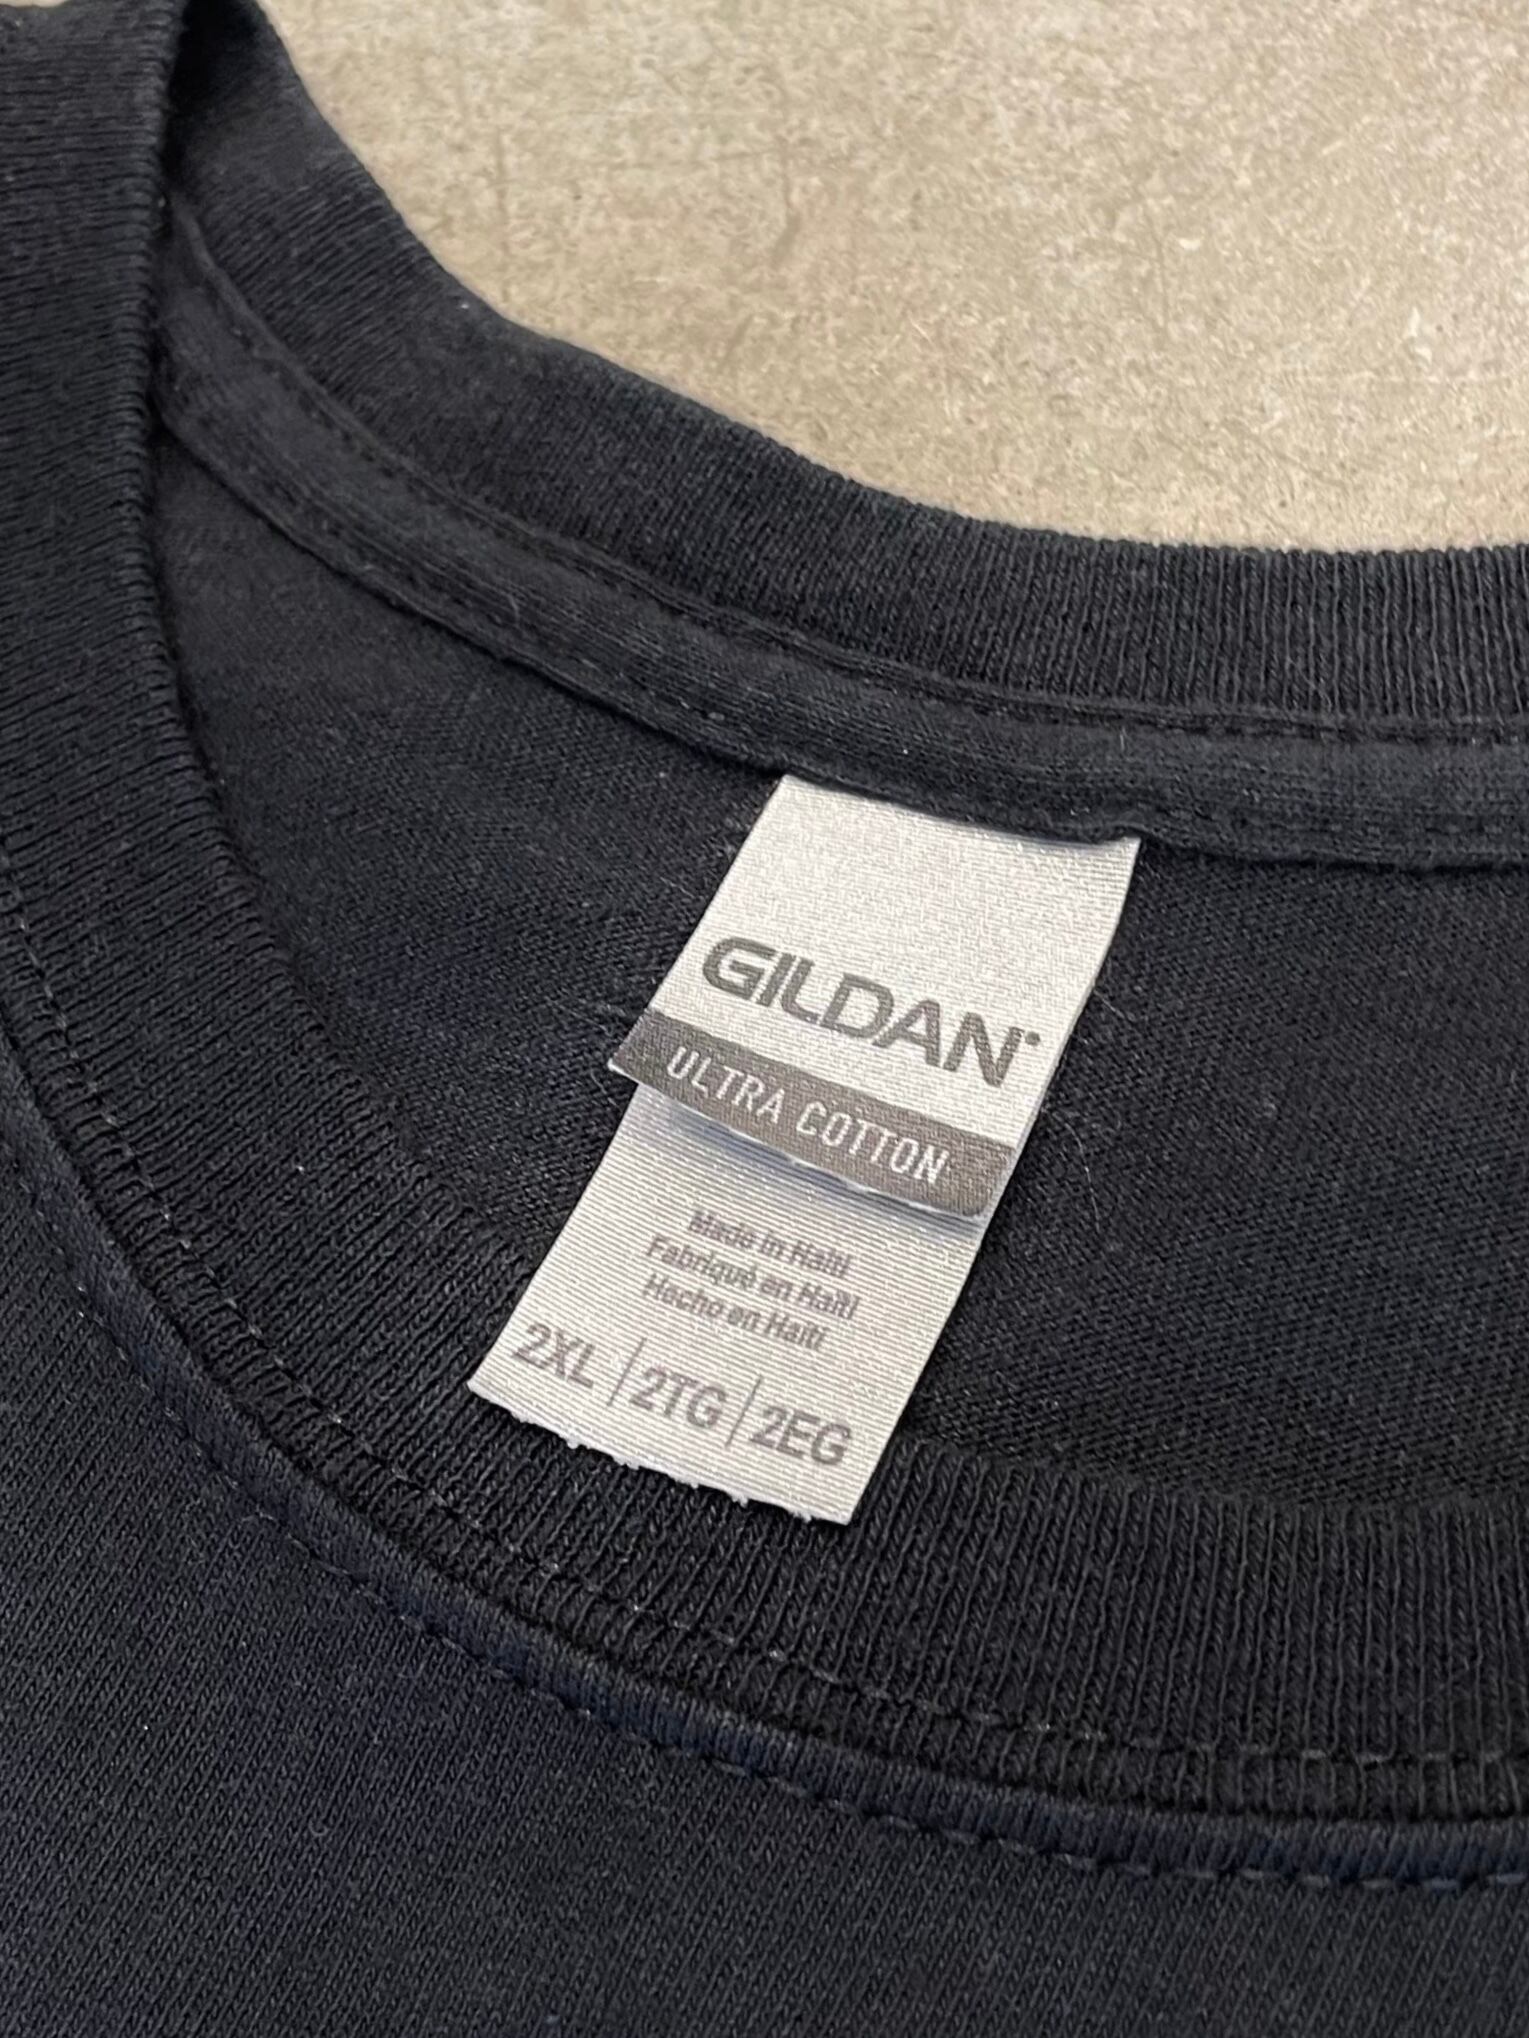 GILDAN
ULTRA COTTON
Made in Haiti
Fabriqué en Haïti
Hecho en Haití
2XL | 2TG | 2EG